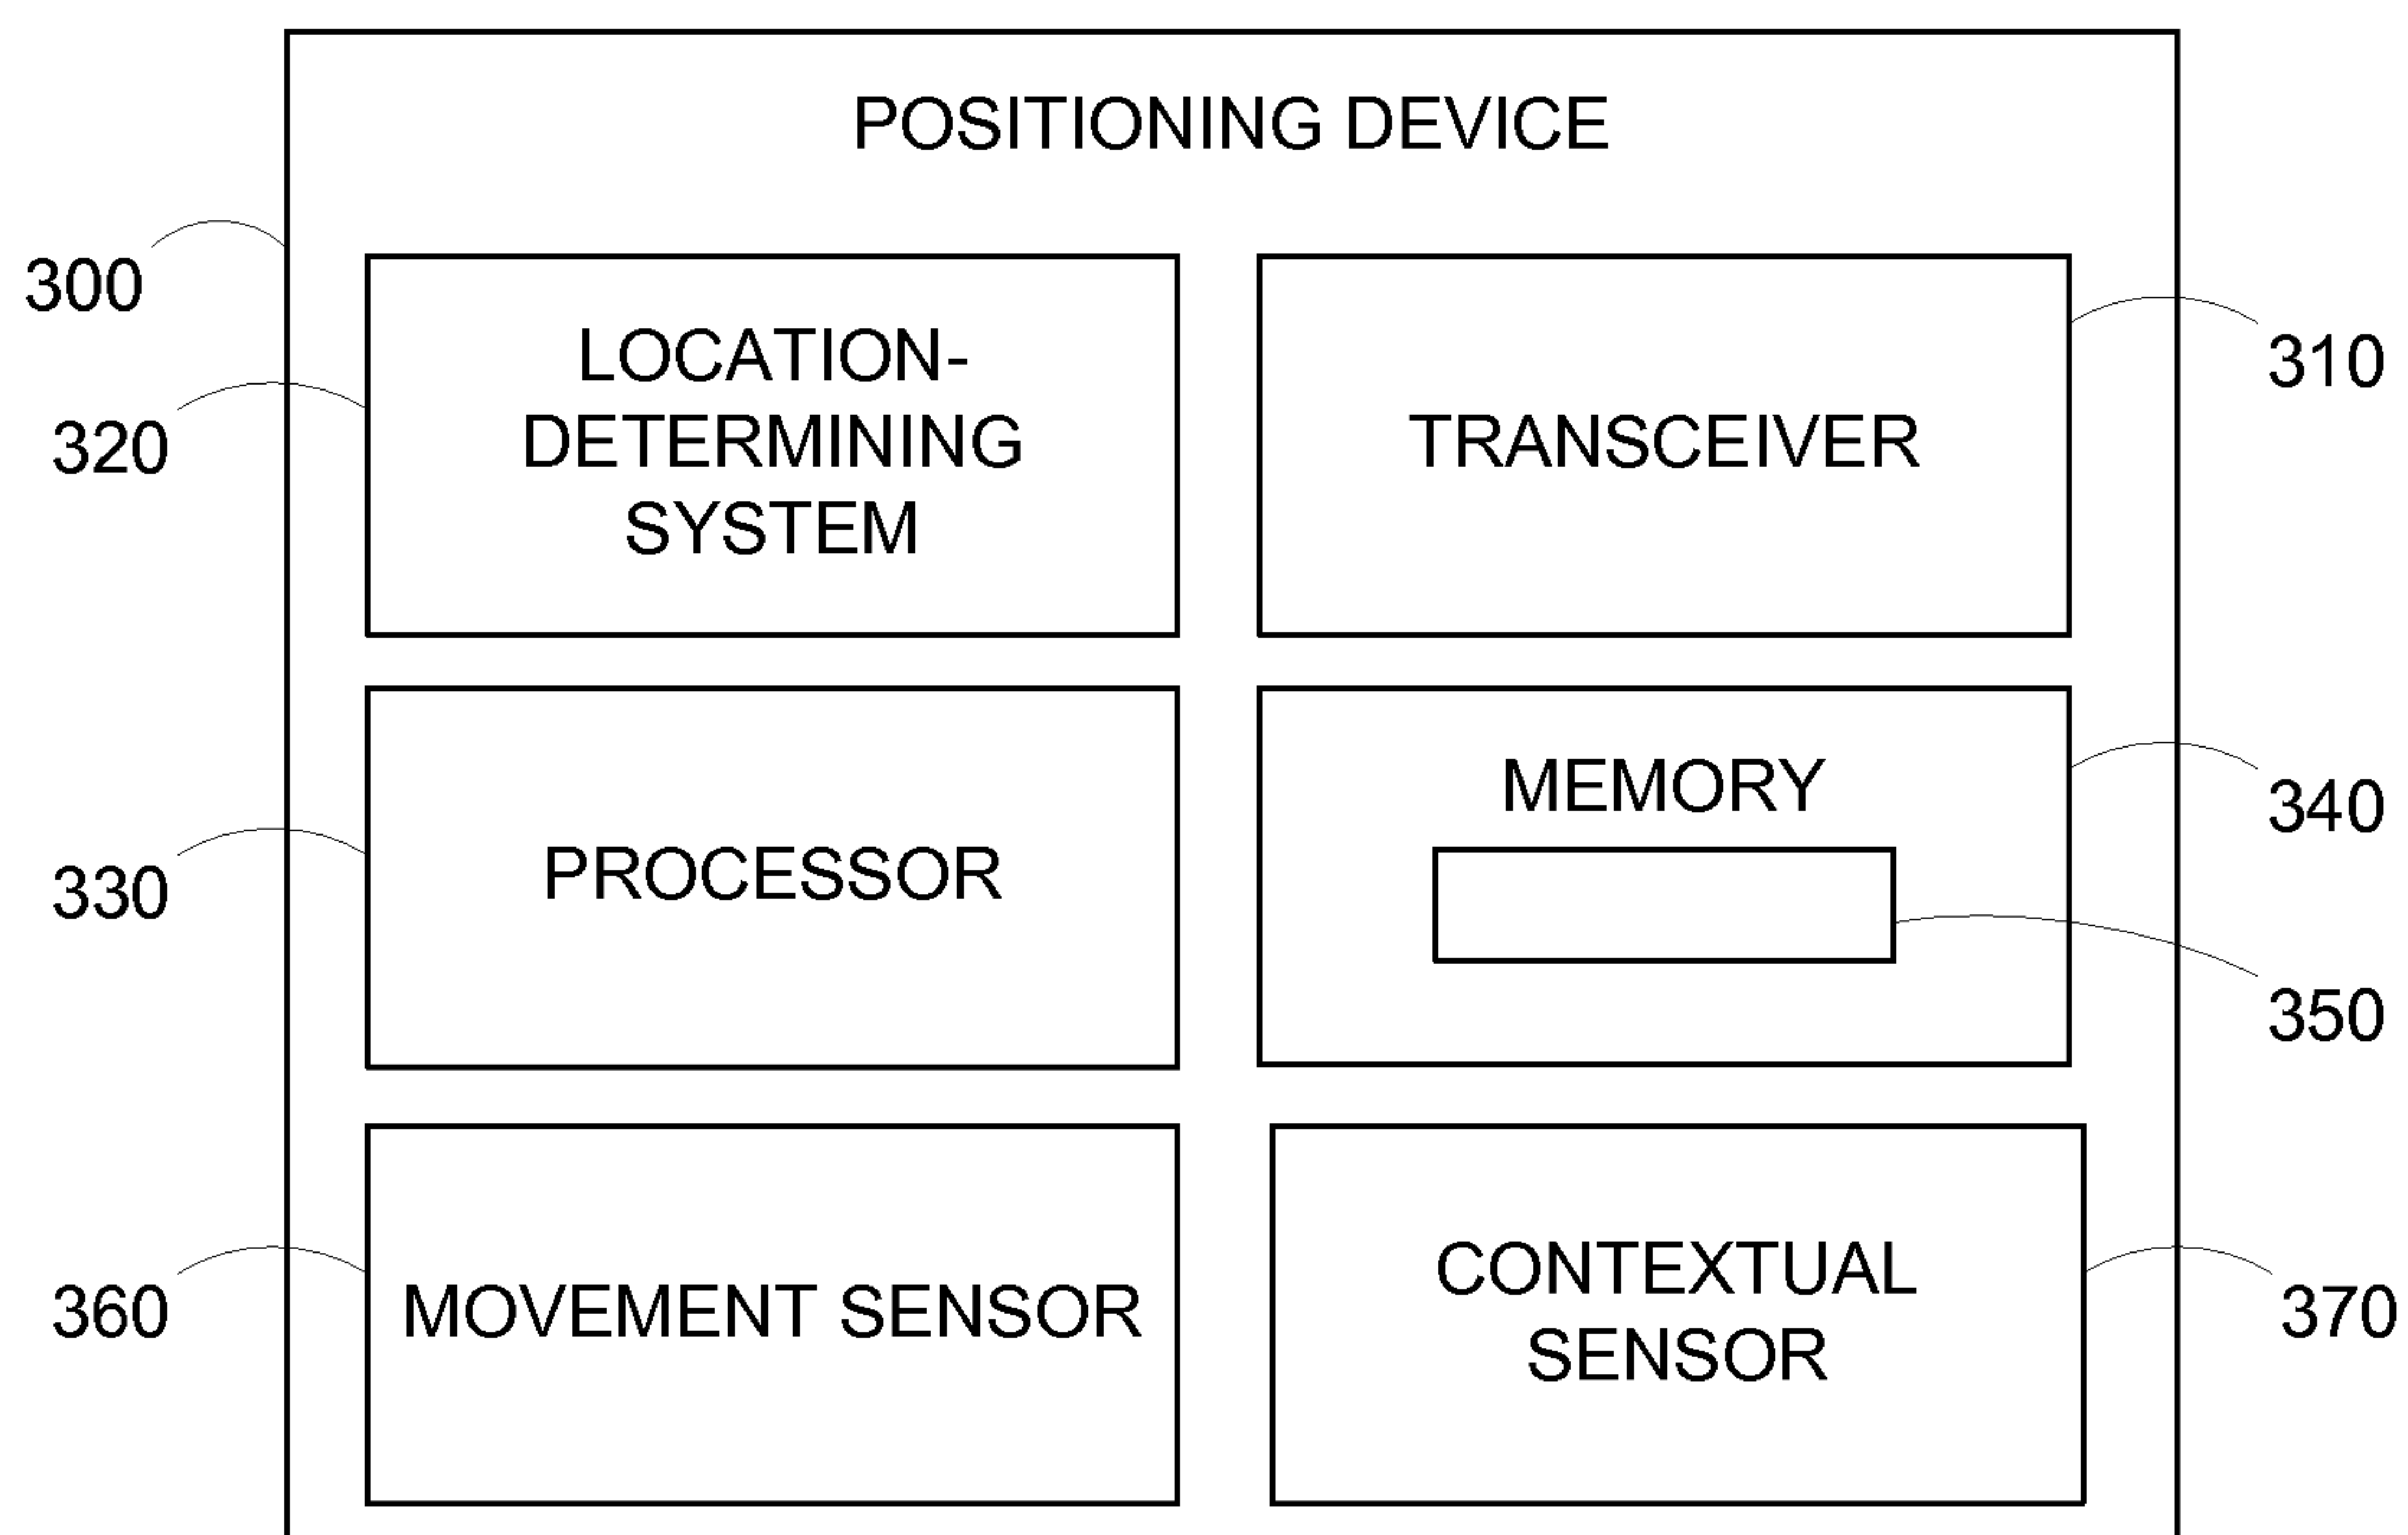 POSITIONING DEVICE
300
LOCATION-
DETERMINING
SYSTEM
320
TRANSCEIVER
310
PROCESSOR
330
MEMORY
340
350
MOVEMENT SENSOR
360
CONTEXTUAL
SENSOR
370